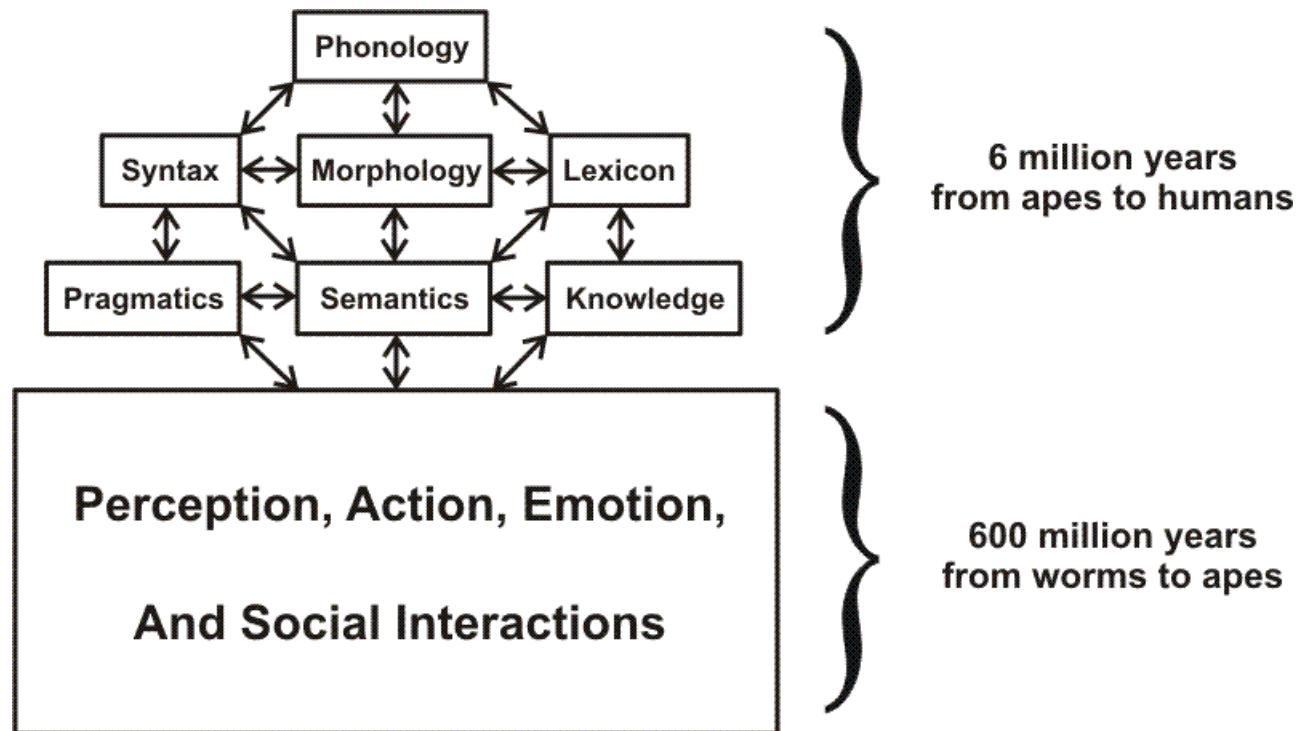 Phonology
Syntax
Morphology
Lexicon
Pragmatics
Semantics
Knowledge
6 million years
from apes to humans
Perception, Action, Emotion,
And Social Interactions
600 million years
from worms to apes